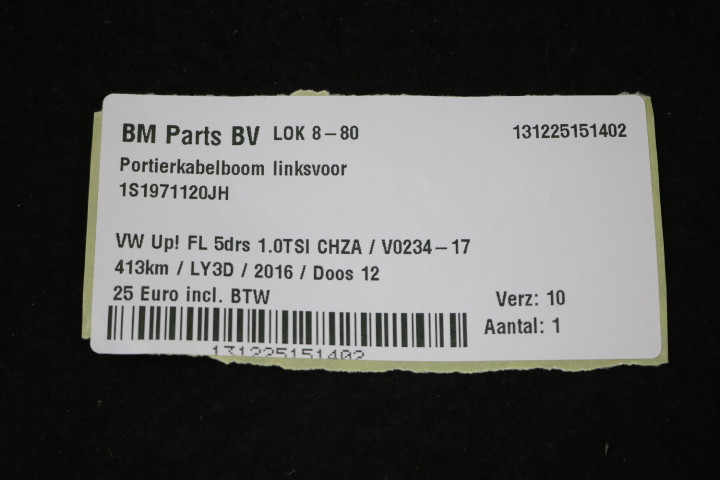 BM Parts BV LOK 8-80 131225151402
Portierkabelboom linksvoor
1S1971120JH
VW Up! FL 5drs 1.0TSI CHZA / V0234-17
413km / LY3D / 2016 / Doos 12
25 Euro incl. BTW Verz: 10
Aantal: 1
131225151402